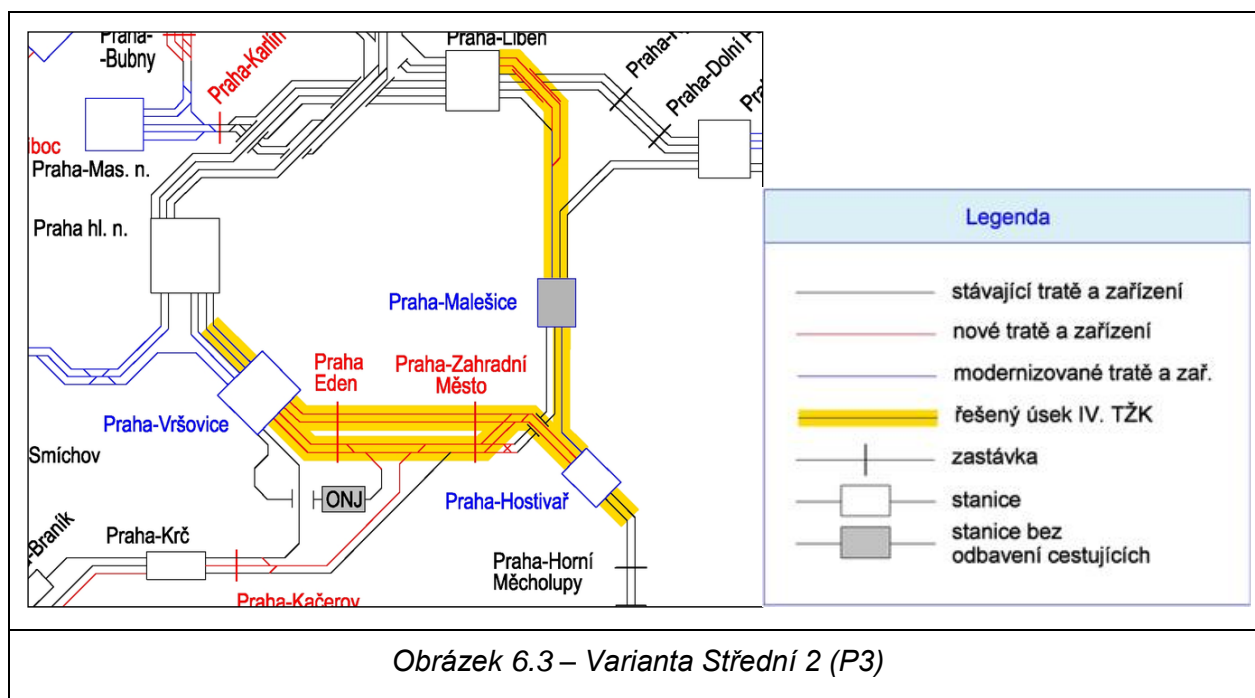 Praha-
-Bubny
Praha-Karlín
Praha-Libeň
Praha-Dolní P
iboc
Praha-Mas. n.
Praha hl. n.
Praha-Malešice
Praha
Eden
Praha-Zahradní
Město
Praha-Vršovice
Smíchov
ONJ
Praha-Hostivař
-Braník
Praha-Krč
Praha-Horní
Měcholupy
Praha-Kačerov
Legenda
stávající tratě a zařízení
nové tratě a zařízení
modernizované tratě a zař.
řešený úsek IV. TŽK
zastávka
stanice
stanice bez
odbavení cestujících
Obrázek 6.3 – Varianta Střední 2 (P3)